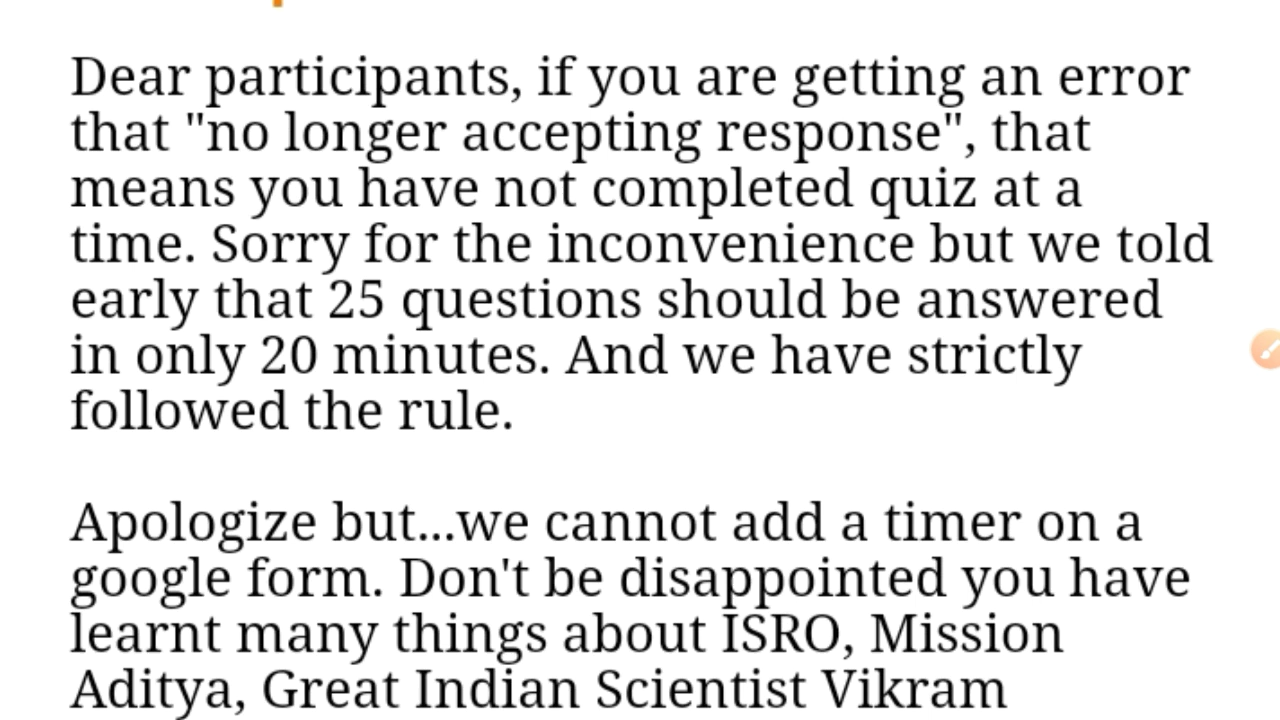 Dear participants, if you are getting an error
that "no longer accepting response", that
means you have not completed quiz at a
time. Sorry for the inconvenience but we told
early that 25 questions should be answered
in only 20 minutes. And we have strictly
followed the rule.
Apologize but...we cannot add a timer on a
google form. Don't be disappointed you have
learnt many things about ISRO, Mission
Aditya, Great Indian Scientist Vikram